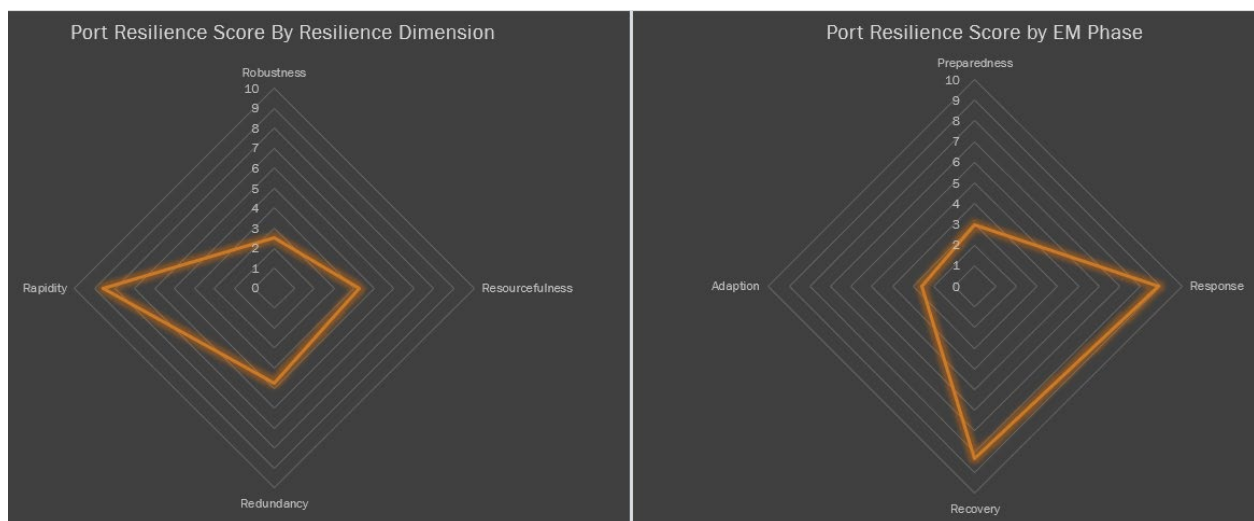 Port Resilience Score By Resilience Dimension
Robustness
10
9
8
7
6
5
4
3
2
1
0
Rapidity
Resourcefulness
Redundancy
Port Resilience Score by EM Phase
Preparedness
10
9
8
7
6
5
4
3
2
1
0
Adaption
Response
Recovery